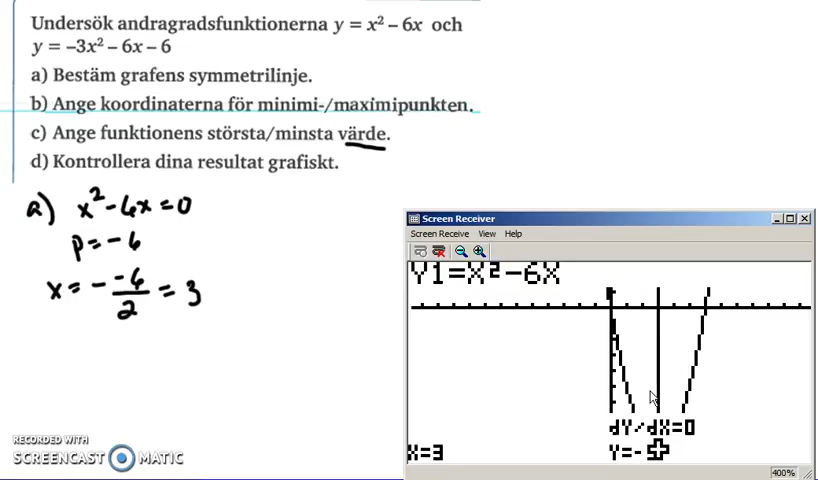 Undersök andragradsfunktionerna y = x² – 6x och
y = –3x² – 6x – 6
a) Bestäm grafens symmetrilinje.
b) Ange koordinaterna för minimi-/maximipunkten.
c) Ange funktionens största/minsta värde.
d) Kontrollera dina resultat grafiskt.
a) x² - 6x = 0
p = -6
x = - -6/2 = 3
Screen Receiver
Screen Receive View Help
Y1=X²-6X
dY/dX=0
X=3
400%
RECORDED WITH
SCREENCAST MATIC